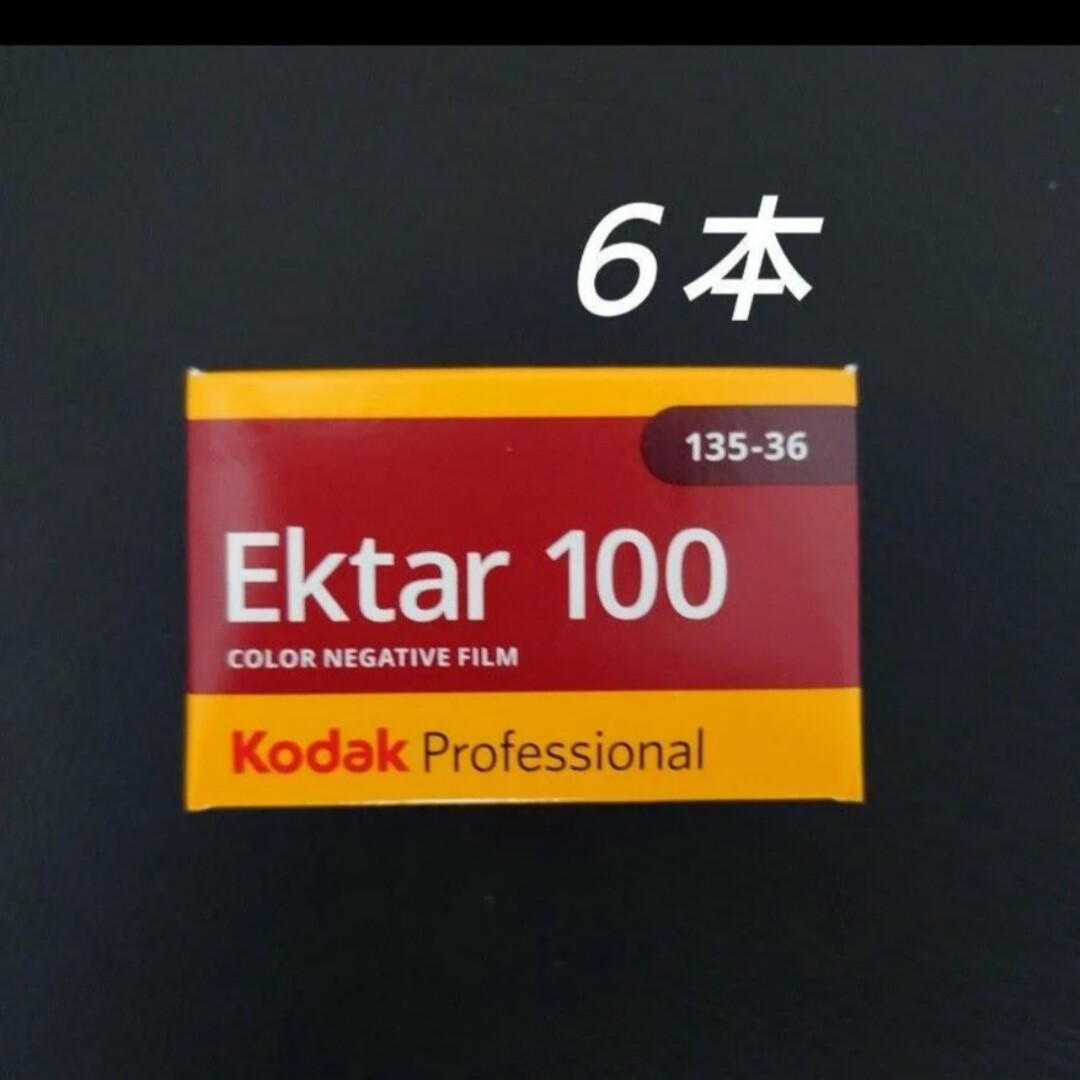 6本
135-36
Ektar 100
COLOR NEGATIVE FILM
Kodak Professional